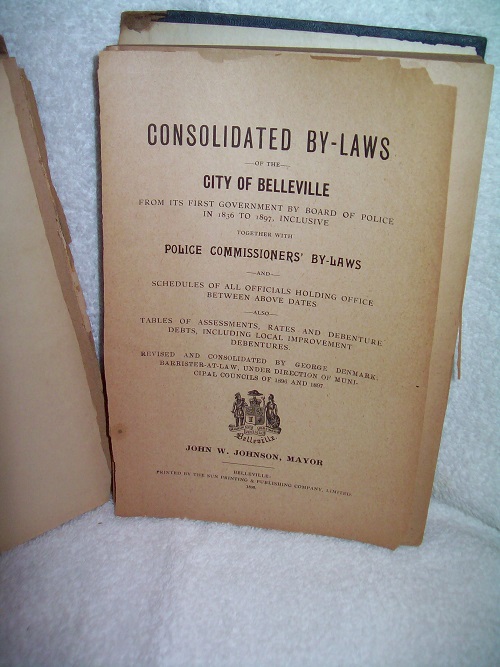 CONSOLIDATED BY-LAWS
—OF THE—
CITY OF BELLEVILLE
FROM ITS FIRST GOVERNMENT BY BOARD OF POLICE
IN 1836 TO 1897, INCLUSIVE
TOGETHER WITH
POLICE COMMISSIONERS' BY-LAWS
—AND—
SCHEDULES OF ALL OFFICIALS HOLDING OFFICE
BETWEEN ABOVE DATES
—ALSO—
TABLES OF ASSESSMENTS, RATES AND DEBENTURE
DEBTS, INCLUDING LOCAL IMPROVEMENT
DEBENTURES.
REVISED AND CONSOLIDATED BY GEORGE DENMARK,
BARRISTER-AT-LAW, UNDER DIRECTION OF MUNI-
CIPAL COUNCILS OF 1896 AND 1897
Belleville
JOHN W. JOHNSON, MAYOR
BELLEVILLE:
PRINTED BY THE SUN PRINTING & PUBLISHING COMPANY, LIMITED.